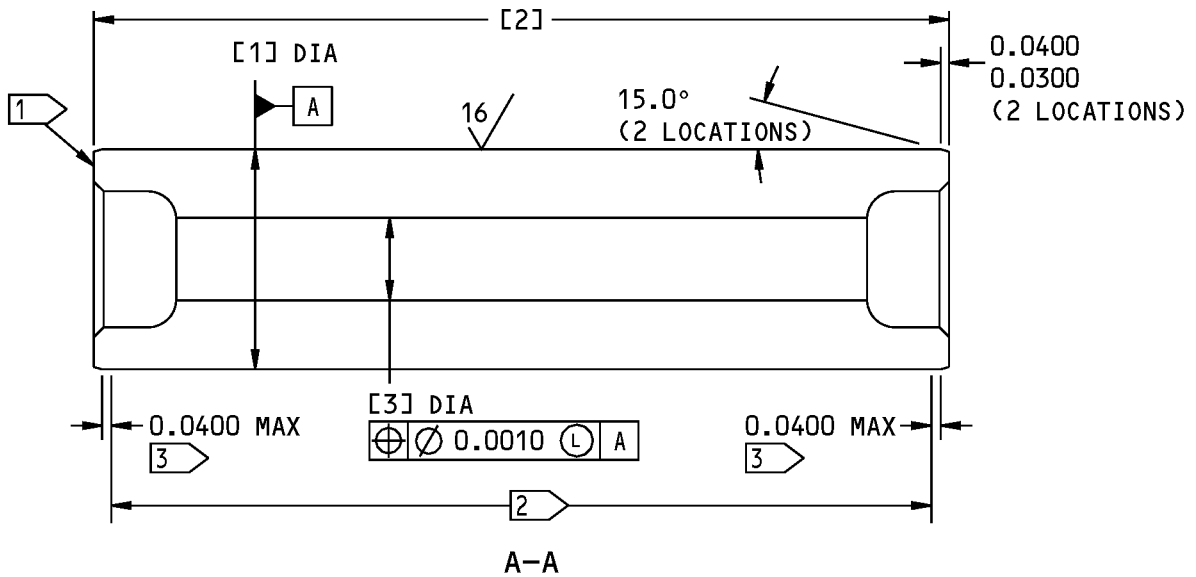 [2]
[1] DIA
A
1
16
15.0°
(2 LOCATIONS)
0.0400
0.0300
(2 LOCATIONS)
[3] DIA
⌖ ⌀ 0.0010 Ⓛ A
0.0400 MAX
3
0.0400 MAX
3
2
A-A